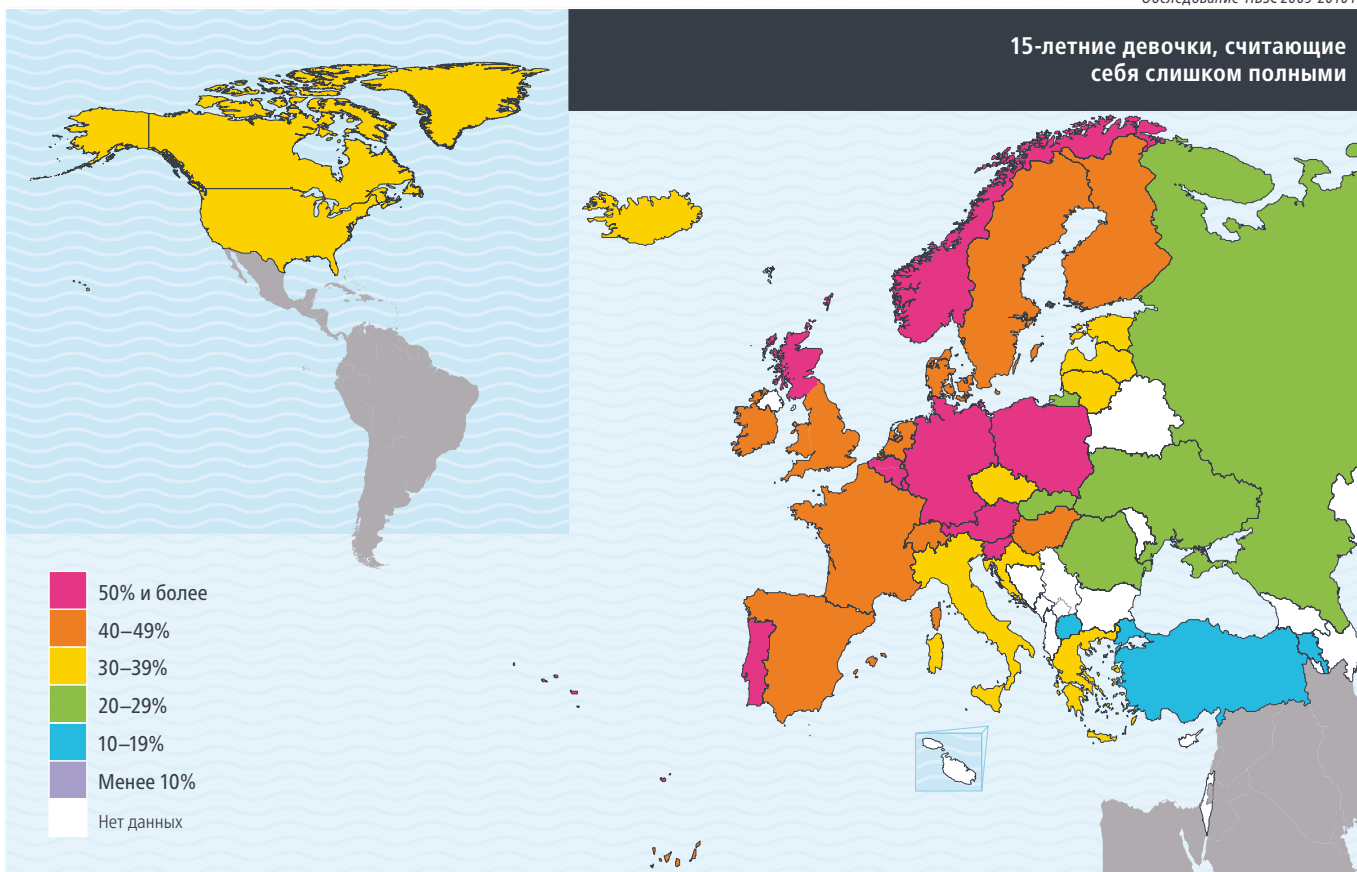 15-летние девочки, считающие
себя слишком полными
50% и более
40–49%
30–39%
20–29%
10–19%
Менее 10%
Нет данных